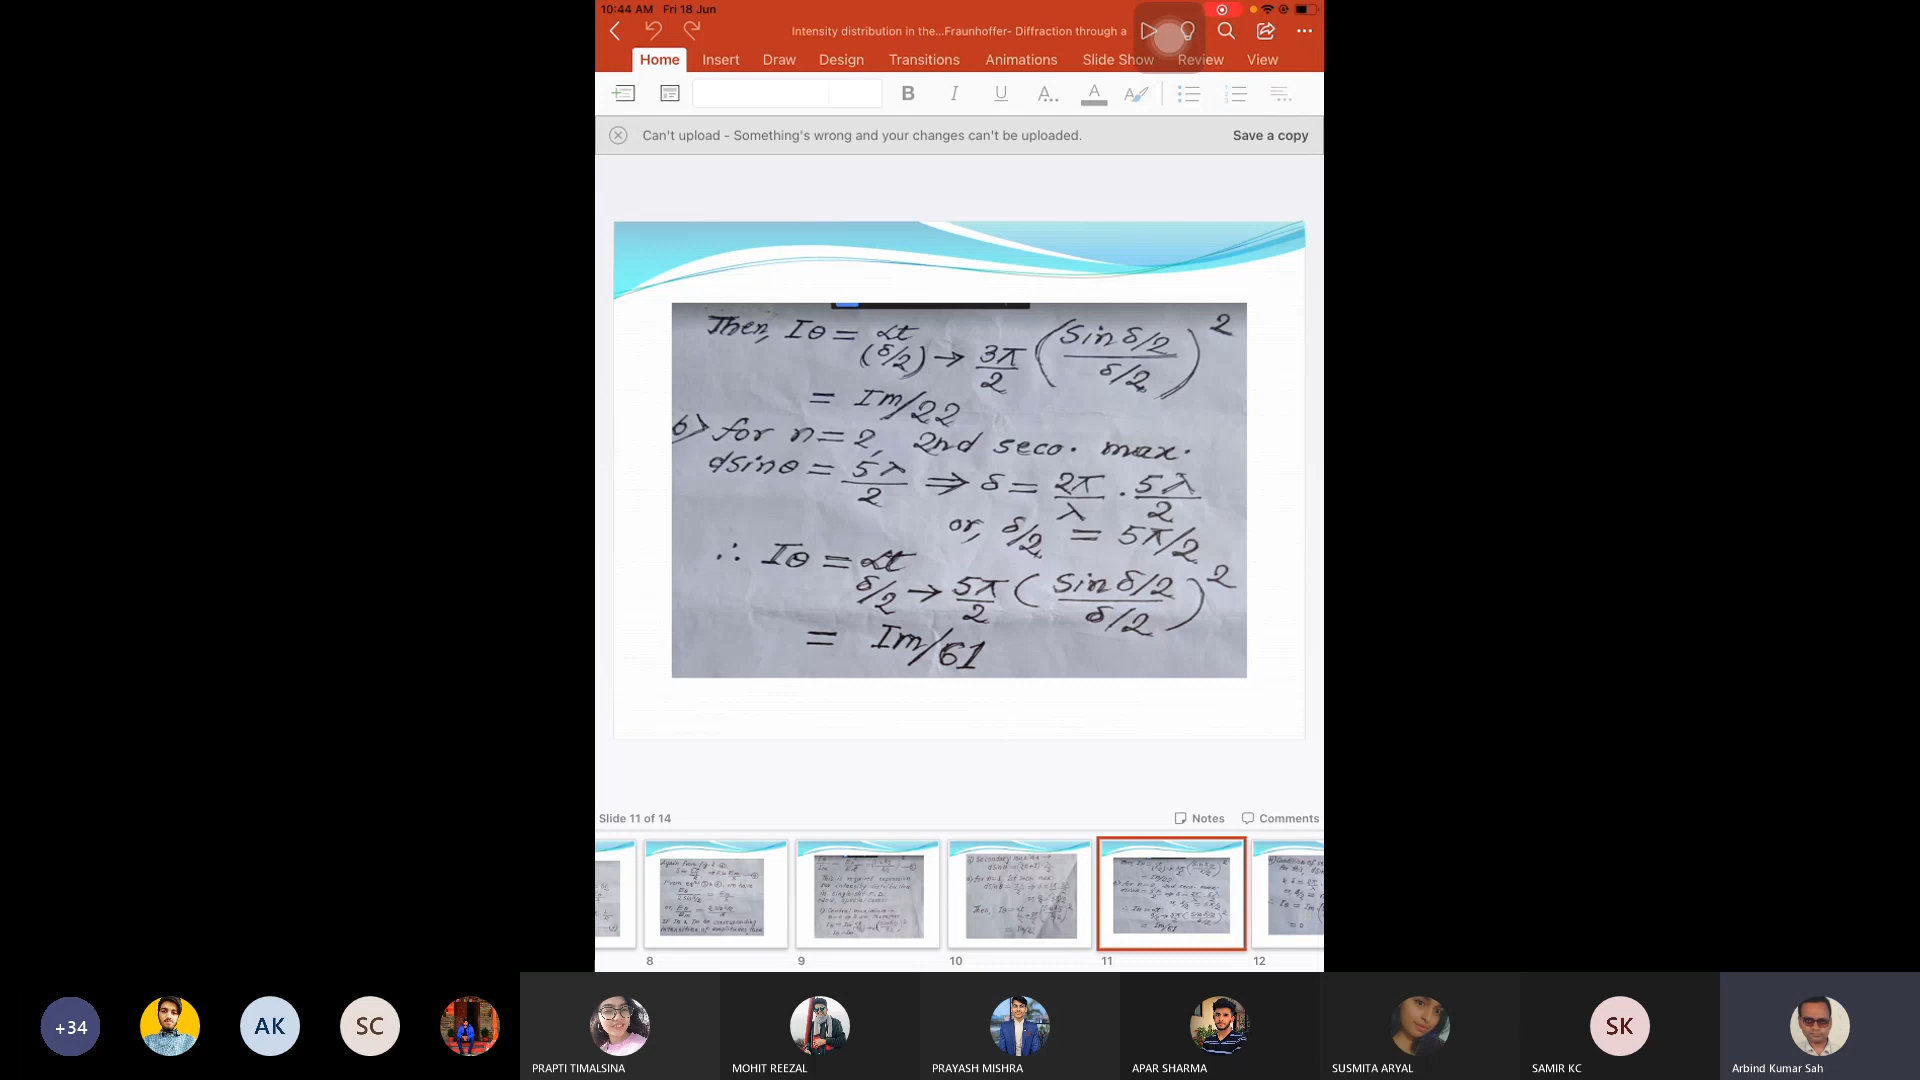 10:44 AM Fri 18 Jun
Intensity distribution in the...Fraunhoffer- Diffraction through a
Home Insert Draw Design Transitions Animations Slide Show Review View
B I U A.. A A
Can't upload - Something's wrong and your changes can't be uploaded. Save a copy
Then, Iθ = Lt (δ/2) → 3π/2 (Sin δ/2 / δ/2)²
= Im/22
b) for n=2, 2nd seco. max.
dsinθ = 5λ/2 ⇒ δ = 2π/λ . 5λ/2
or, δ/2 = 5π/2
∴ Iθ = Lt δ/2 → 5π/2 (Sin δ/2 / δ/2)²
= Im/61
Slide 11 of 14
Notes Comments
8 9 10 11 12
+34
AK
SC
SK
PRAPTI TIMALSINA
MOHIT REEZAL
PRAYASH MISHRA
APAR SHARMA
SUSMITA ARYAL
SAMIR KC
Arbind Kumar Sah